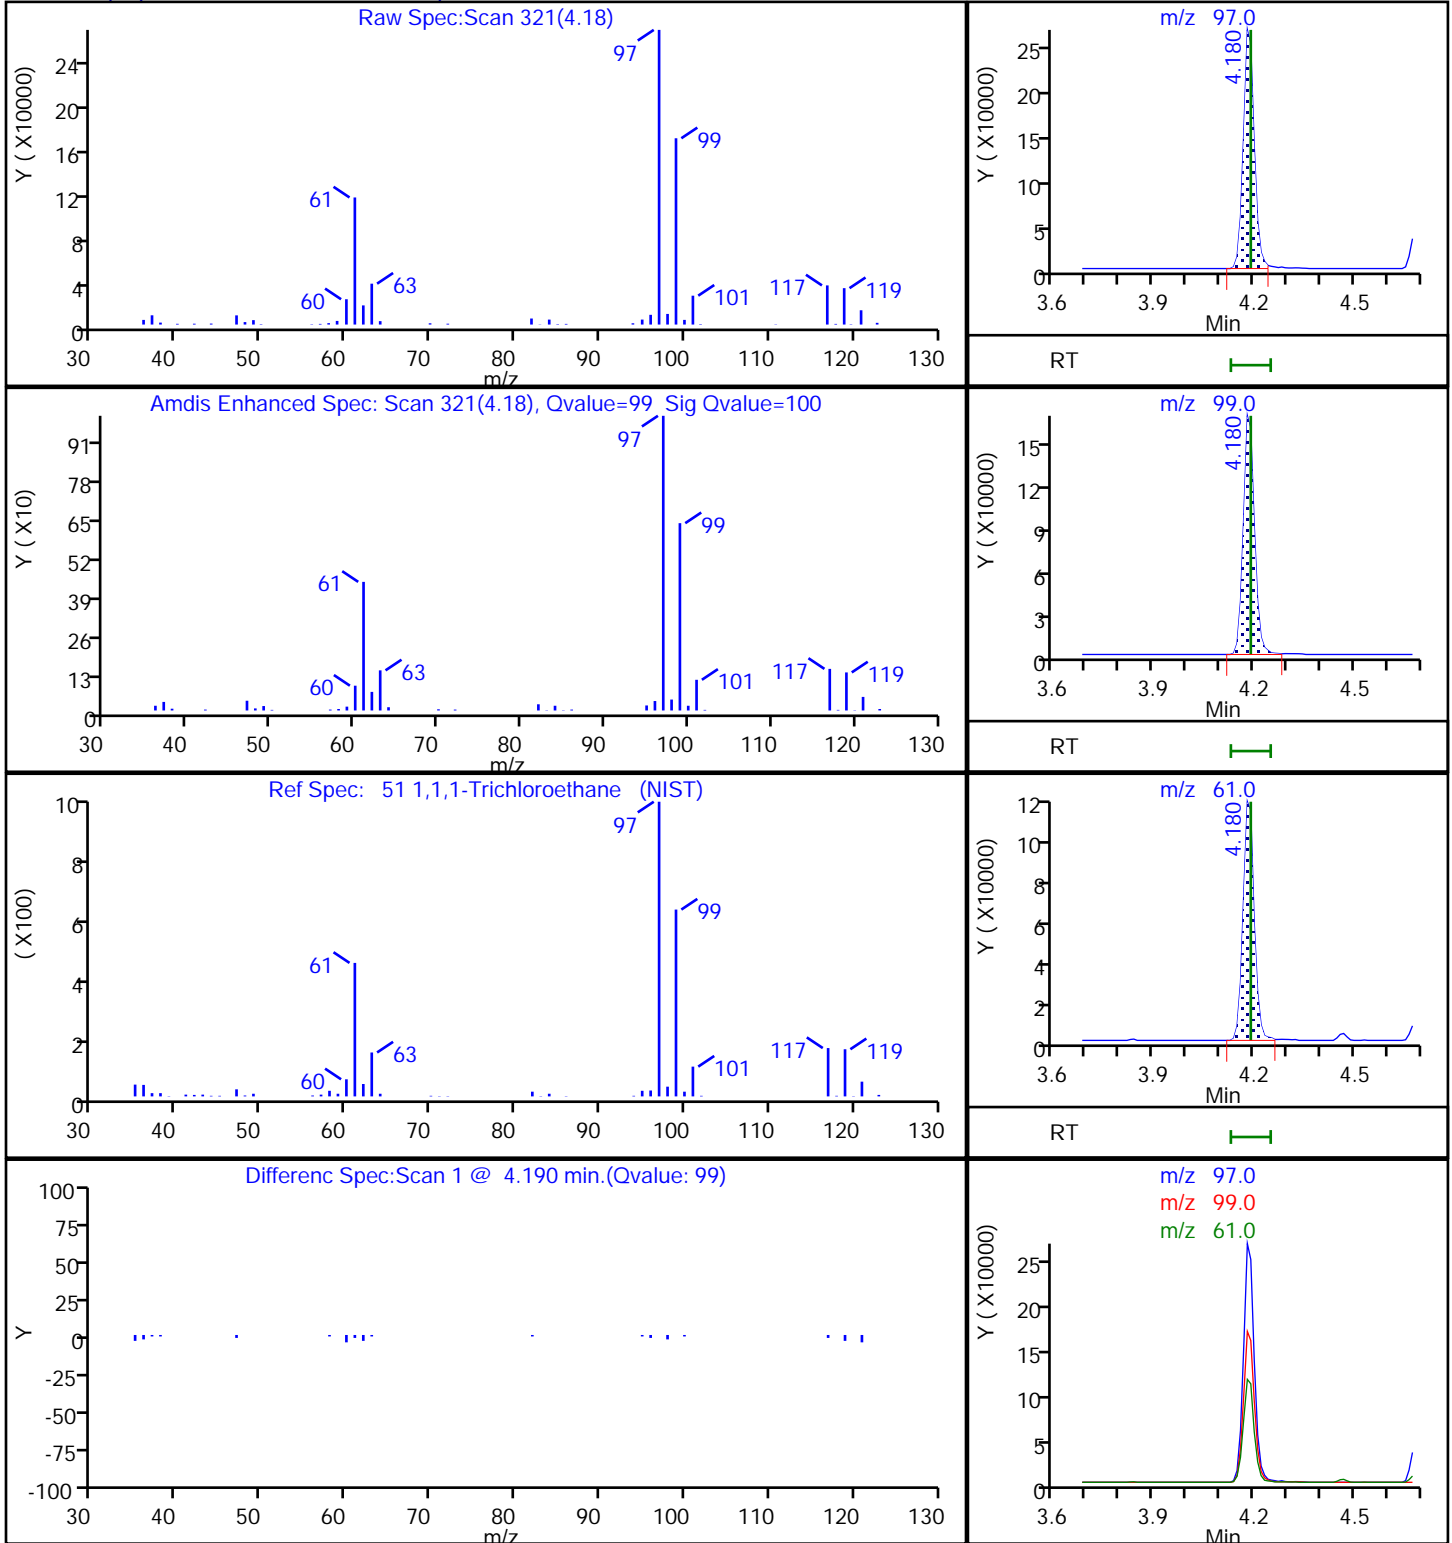 Raw Spec:Scan 321(4.18)
Y ( X10000)
24
20
16
12
8
4
0
97
99
61
60
63
101
117
119
30 40 50 60 70 80 90 100 110 120 130
m/z
m/z 97.0
Y ( X10000)
25
20
15
10
5
0
4.180
3.6 3.9 4.2 4.5
Min
RT
Amdis Enhanced Spec: Scan 321(4.18), Qvalue=99 Sig Qvalue=100
Y ( X10)
91
78
65
52
39
26
13
0
97
99
61
60
63
101
117
119
30 40 50 60 70 80 90 100 110 120 130
m/z
m/z 99.0
Y ( X10000)
15
12
9
6
3
0
4.180
3.6 3.9 4.2 4.5
Min
RT
Ref Spec: 51 1,1,1-Trichloroethane (NIST)
( X100)
10
8
6
4
2
0
97
99
61
60
63
101
117
119
30 40 50 60 70 80 90 100 110 120 130
m/z 61.0
Y ( X10000)
12
10
8
6
4
2
0
4.180
3.6 3.9 4.2 4.5
Min
RT
Differenc Spec:Scan 1 @ 4.190 min.(Qvalue: 99)
Y
100
75
50
25
0
-25
-50
-75
-100
30 40 50 60 70 80 90 100 110 120 130
m/z
m/z 97.0
m/z 99.0
m/z 61.0
Y ( X10000)
25
20
15
10
5
0
3.6 3.9 4.2 4.5
Min